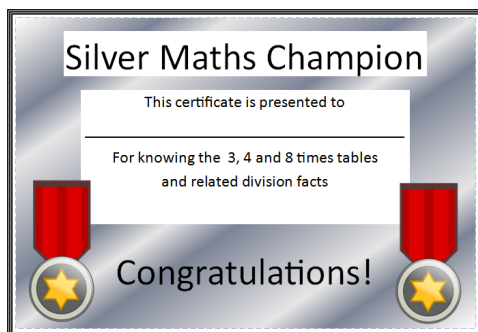 Silver Maths Champion
This certificate is presented to
For knowing the  3, 4 and 8 times tables
and related division facts
Congratulations!